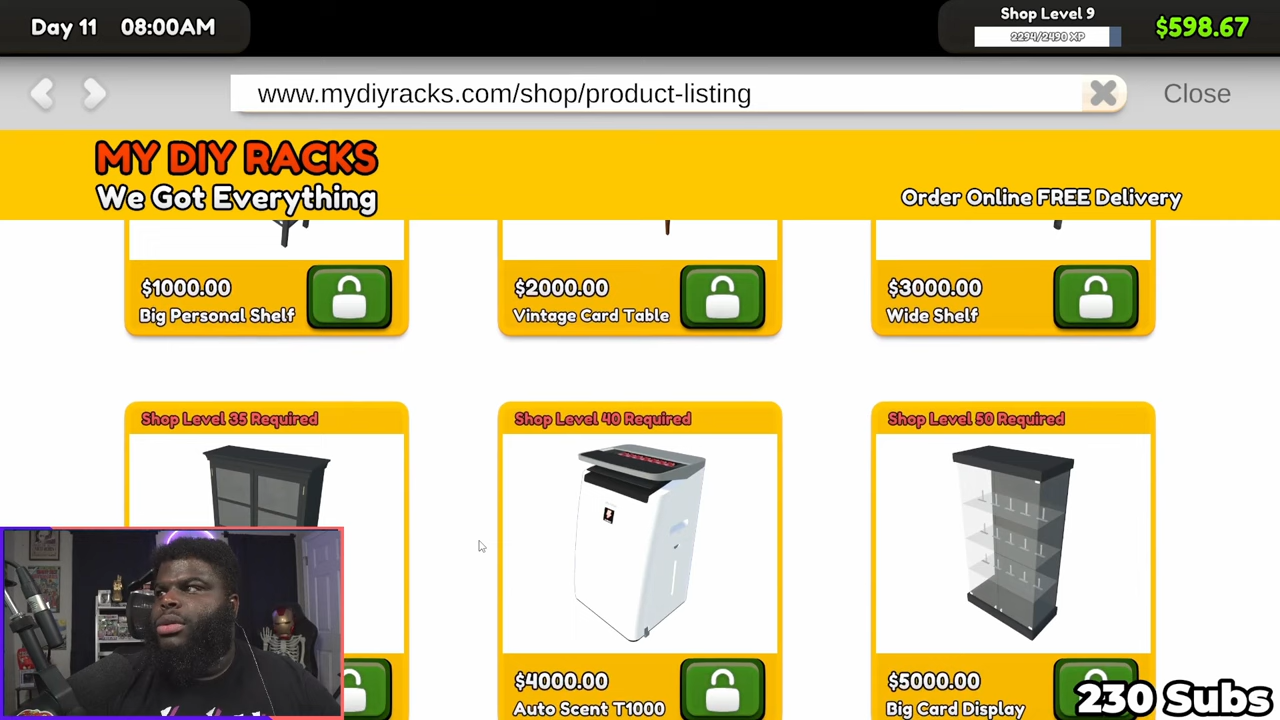 Day 11 08:00AM
Shop Level 9
2294/2490 XP
$598.67
www.mydiyracks.com/shop/product-listing
Close
MY DIY RACKS
We Got Everything
Order Online FREE Delivery
$1000.00
Big Personal Shelf
$2000.00
Vintage Card Table
$3000.00
Wide Shelf
Shop Level 35 Required
Shop Level 40 Required
Shop Level 50 Required
$4000.00
Auto Scent T1000
$5000.00
Big Card Display
230 Subs